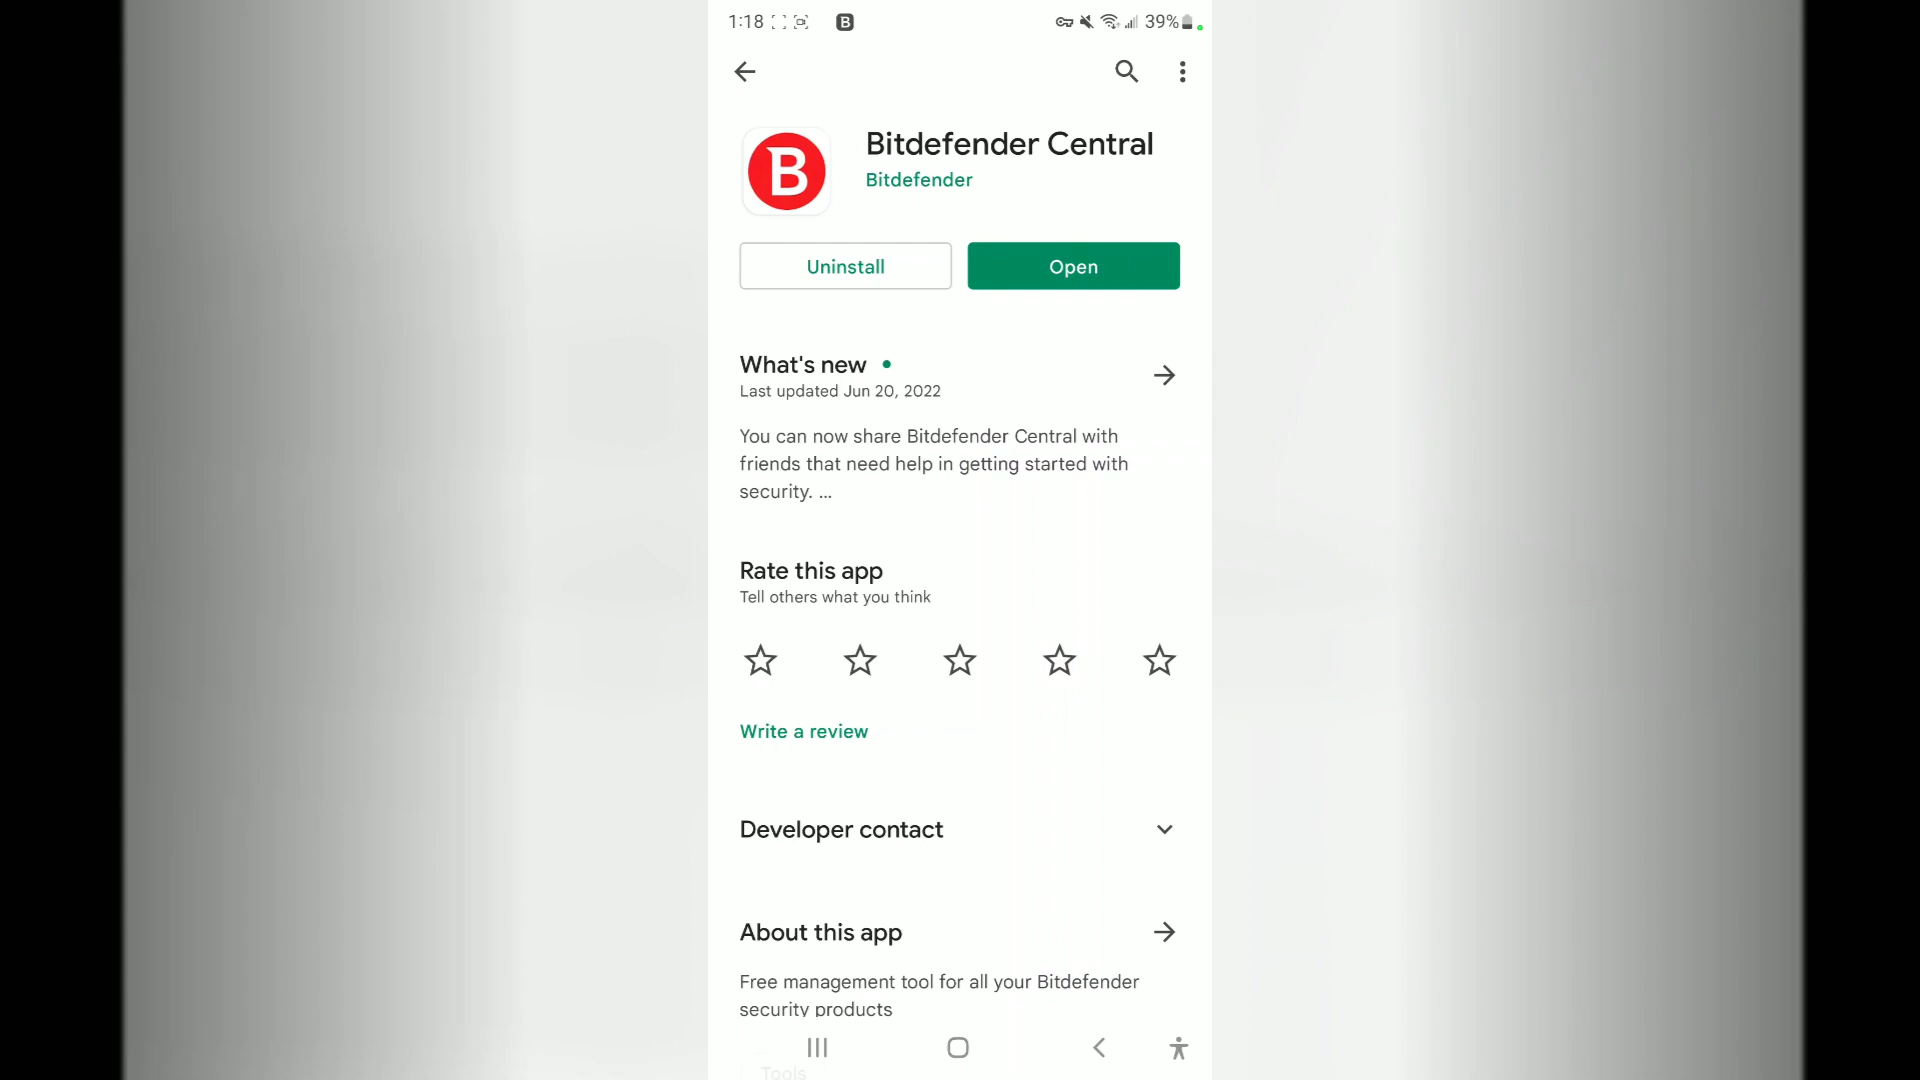 1:18
B
39%
B
Bitdefender Central
Bitdefender
Uninstall
Open
What's new
Last updated Jun 20, 2022
You can now share Bitdefender Central with
friends that need help in getting started with
security. ...
Rate this app
Tell others what you think
Write a review
Developer contact
About this app
Free management tool for all your Bitdefender
security products
Tools